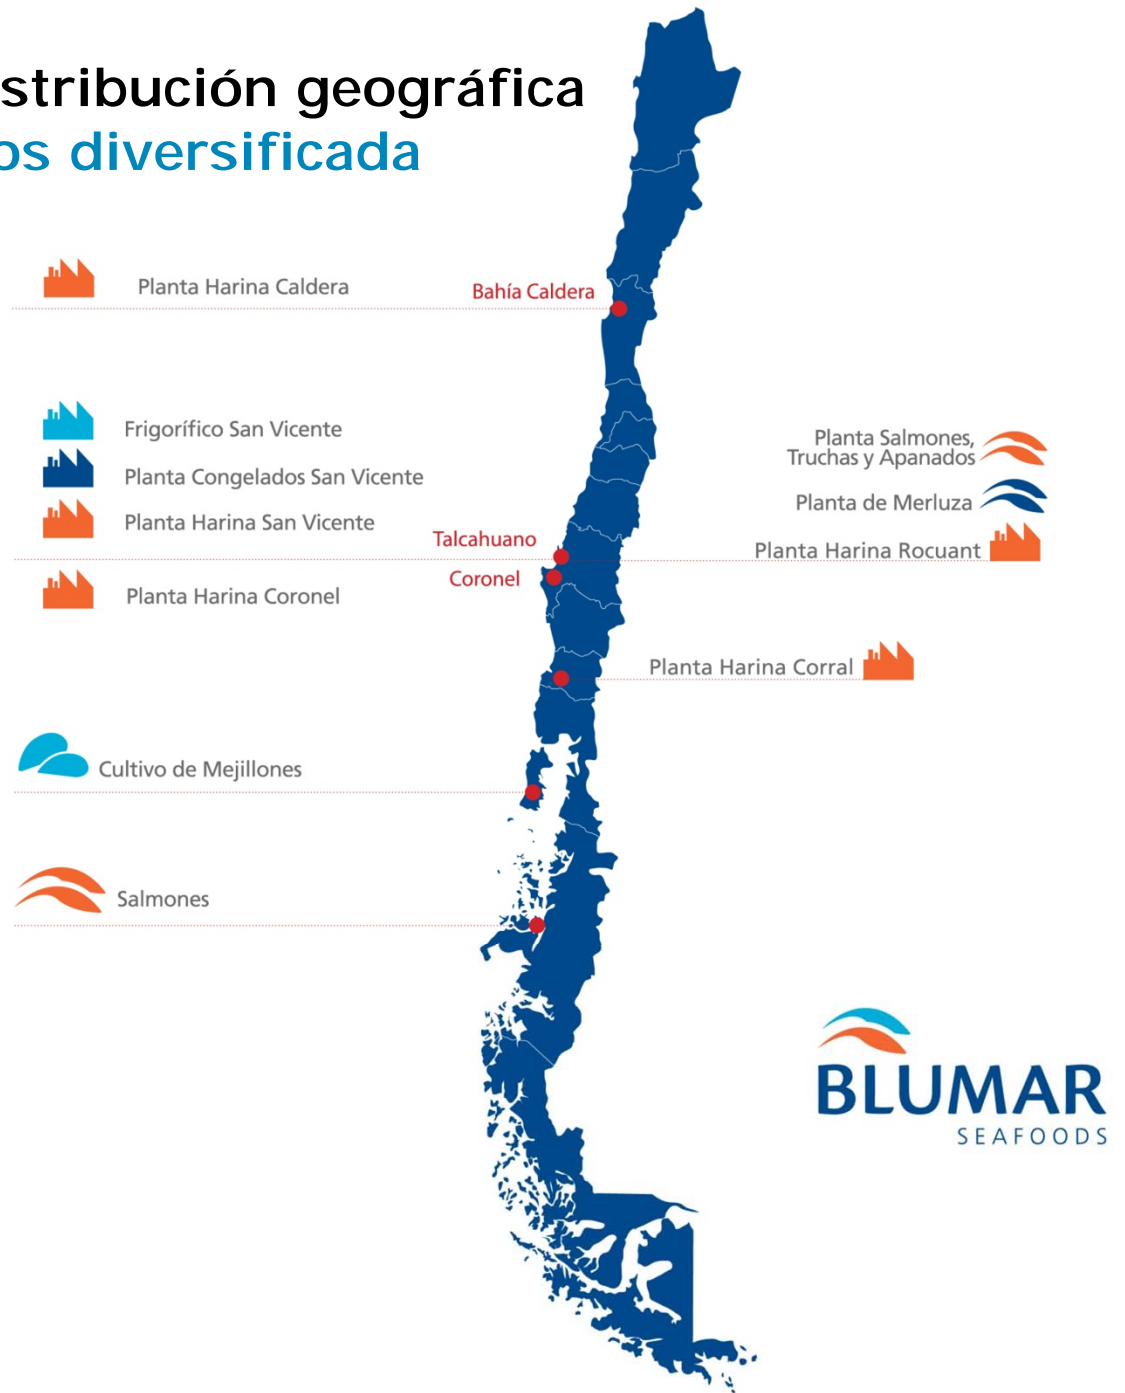 stribución geográfica
os diversificada
Planta Harina Caldera
Bahía Caldera
Frigorífico San Vicente
Planta Congelados San Vicente
Planta Harina San Vicente
Planta Salmones,
Truchas y Apanados
Planta de Merluza
Planta Harina Rocuant
Talcahuano
Coronel
Planta Harina Coronel
Planta Harina Corral
Cultivo de Mejillones
Salmones
BLUMAR
SEAFOODS